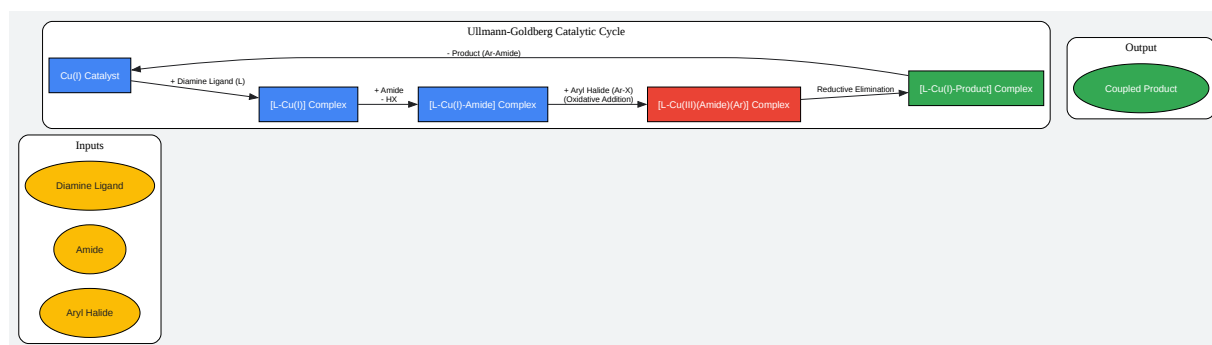 Ullmann-Goldberg Catalytic Cycle
- Product (Ar-Amide)
Cu(I) Catalyst
+ Diamine Ligand (L)
[L-Cu(I)] Complex
+ Amide
- HX
[L-Cu(I)-Amide] Complex
+ Aryl Halide (Ar-X)
(Oxidative Addition)
[L-Cu(III)(Amide)(Ar)] Complex
Reductive Elimination
[L-Cu(I)-Product] Complex
Output
Coupled Product
Inputs
Diamine Ligand
Amide
Aryl Halide